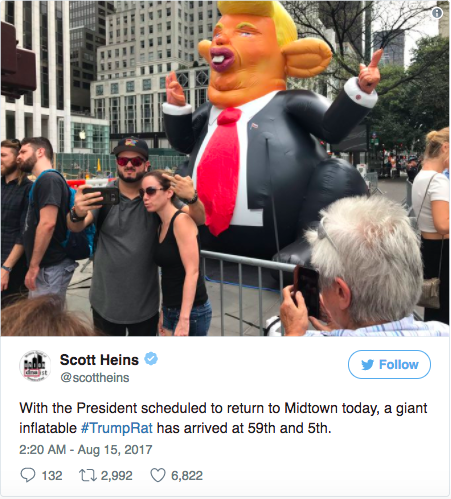 Scott Heins
@scottheins
Follow
With the President scheduled to return to Midtown today, a giant
inflatable #TrumpRat has arrived at 59th and 5th.
2:20 AM - Aug 15, 2017
132 2,992 6,822